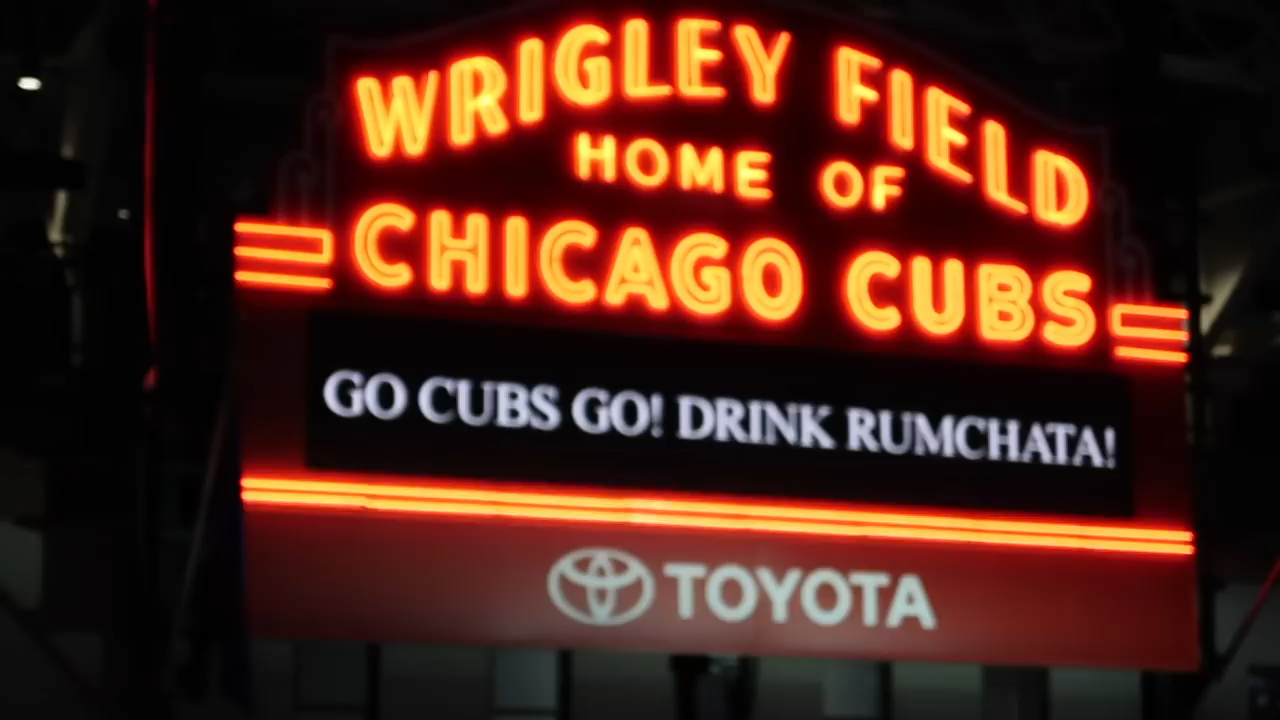 WRIGLEY FIELD
HOME OF
CHICAGO CUBS
GO CUBS GO! DRINK RUMCHATA!
TOYOTA